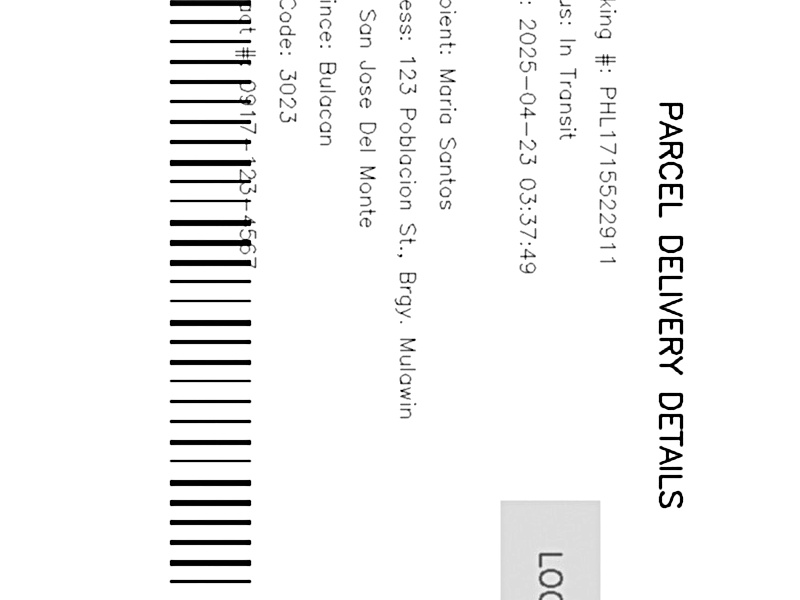 PARCEL DELIVERY DETAILS
king #: PHL1715522911
us: In Transit
: 2025-04-23 03:37:49
pient: Maria Santos
ess: 123 Poblacion St., Brgy. Mulawin
San Jose Del Monte
ince: Bulacan
Code: 3023
act #: 0917-123-4567
LOG